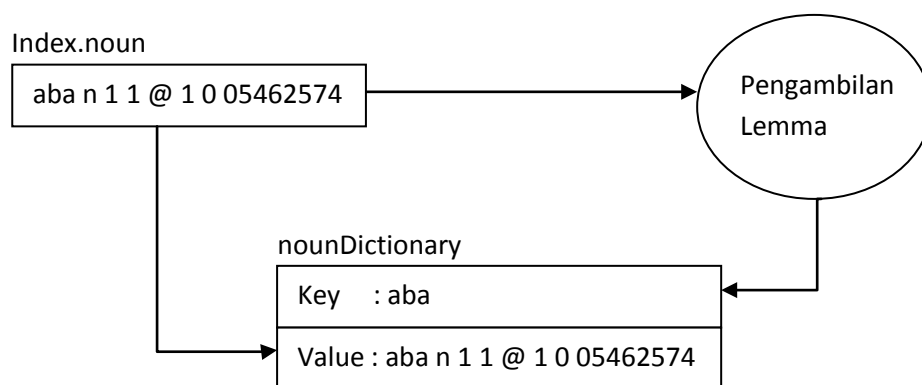 Index.noun
aba n 1 1 @ 1 0 05462574
Pengambilan
Lemma
nounDictionary
Key : aba
Value : aba n 1 1 @ 1 0 05462574